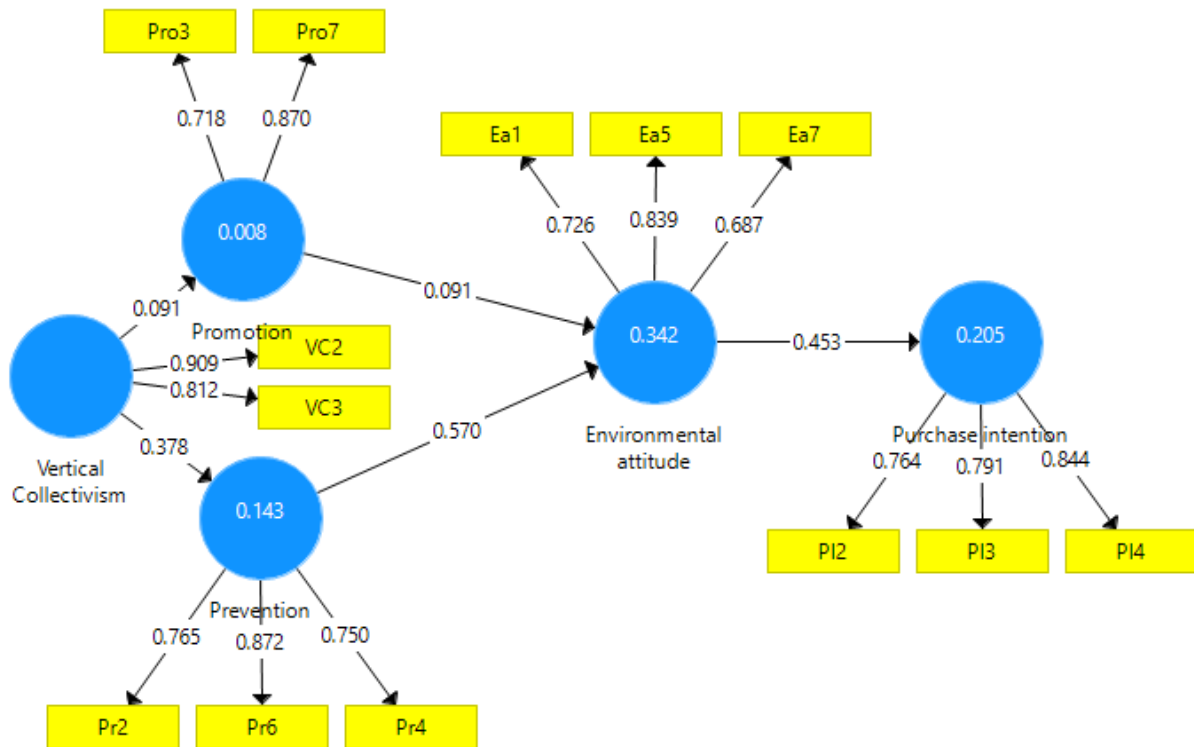 Pro3
Pro7
0.718
0.870
Ea1
Ea5
Ea7
0.726
0.839
0.687
0.008
0.091
0.091
Promotion
VC2
0.909
0.812
VC3
0.342
0.453
0.205
0.378
0.570
Vertical
Collectivism
Environmental
attitude
Purchase intention
0.764
0.791
0.844
0.143
PI2
PI3
PI4
Prevention
0.765
0.872
0.750
Pr2
Pr6
Pr4